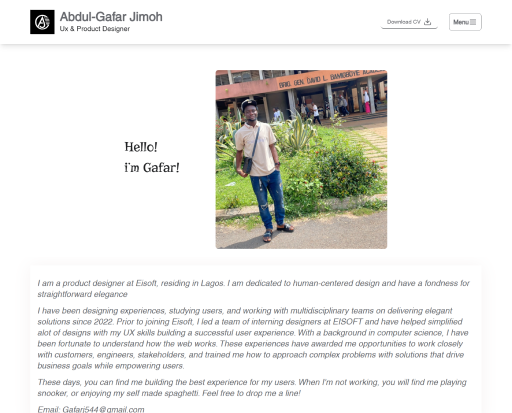 Abdul-Gafar Jimoh
Ux & Product Designer
Download CV
Menu
BRIG. GEN. DAVID L. BAMIGBOYE
Hello!
i'm Gafar!
I am a product designer at Eisoft, residing in Lagos. I am dedicated to human-centered design and have a fondness for
straightforward elegance
I have been designing experiences, studying users, and working with multidisciplinary teams on delivering elegant
solutions since 2022. Prior to joining Eisoft, I led a team of interning designers at EISOFT and have helped simplified
alot of designs with my UX skills building a successful user experience. With a background in computer science, I have
been fortunate to understand how the web works. These experiences have awarded me opportunities to work closely
with customers, engineers, stakeholders, and trained me how to approach complex problems with solutions that drive
business goals while empowering users.
These days, you can find me building the best experience for my users. When I'm not working, you will find me playing
snooker, or enjoying my self made spaghetti. Feel free to drop me a line!
Email: Gafari544@gmail.com